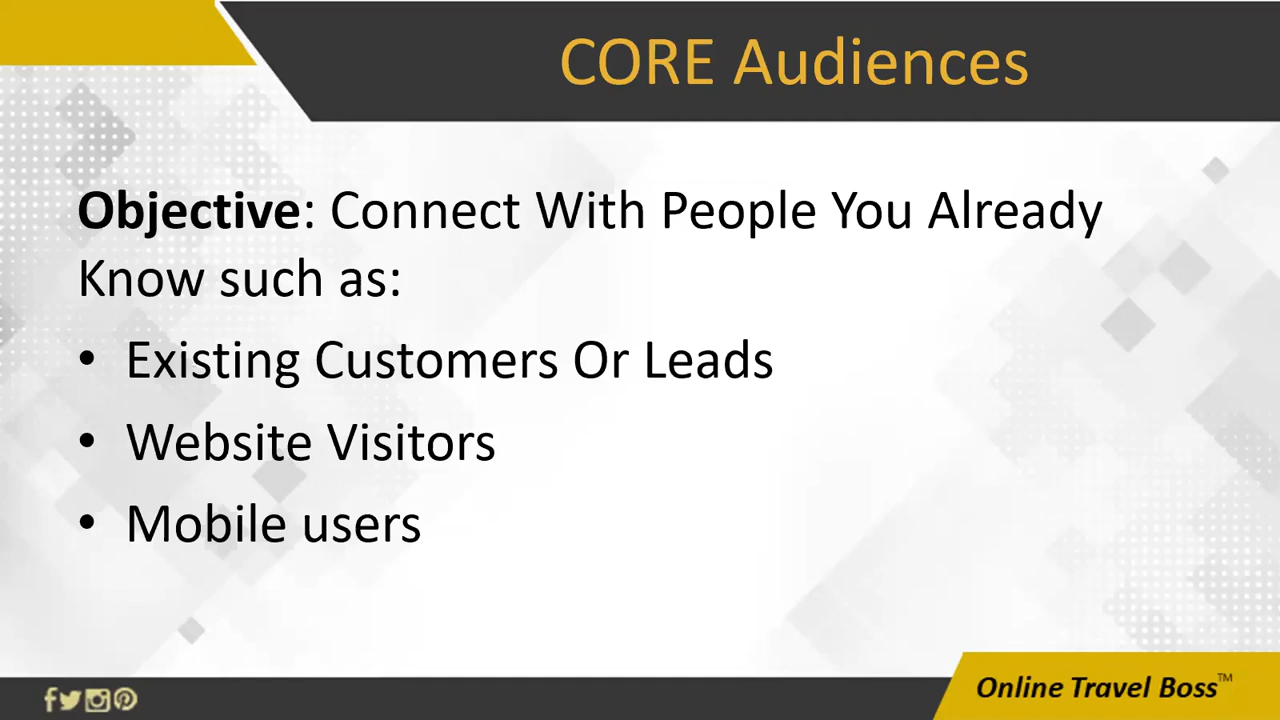 CORE Audiences
Objective: Connect With People You Already
Know such as:
• Existing Customers Or Leads
• Website Visitors
• Mobile users
Online Travel Boss™